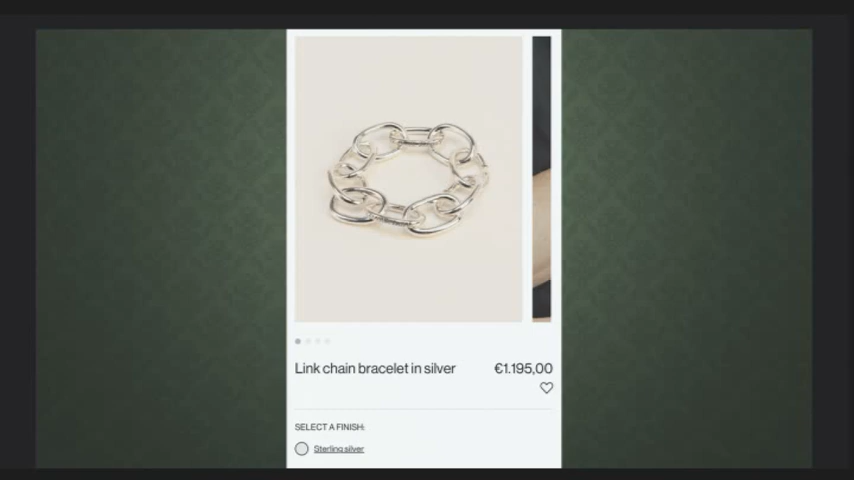 Link chain bracelet in silver €1.195,00
SELECT A FINISH:
Sterling silver